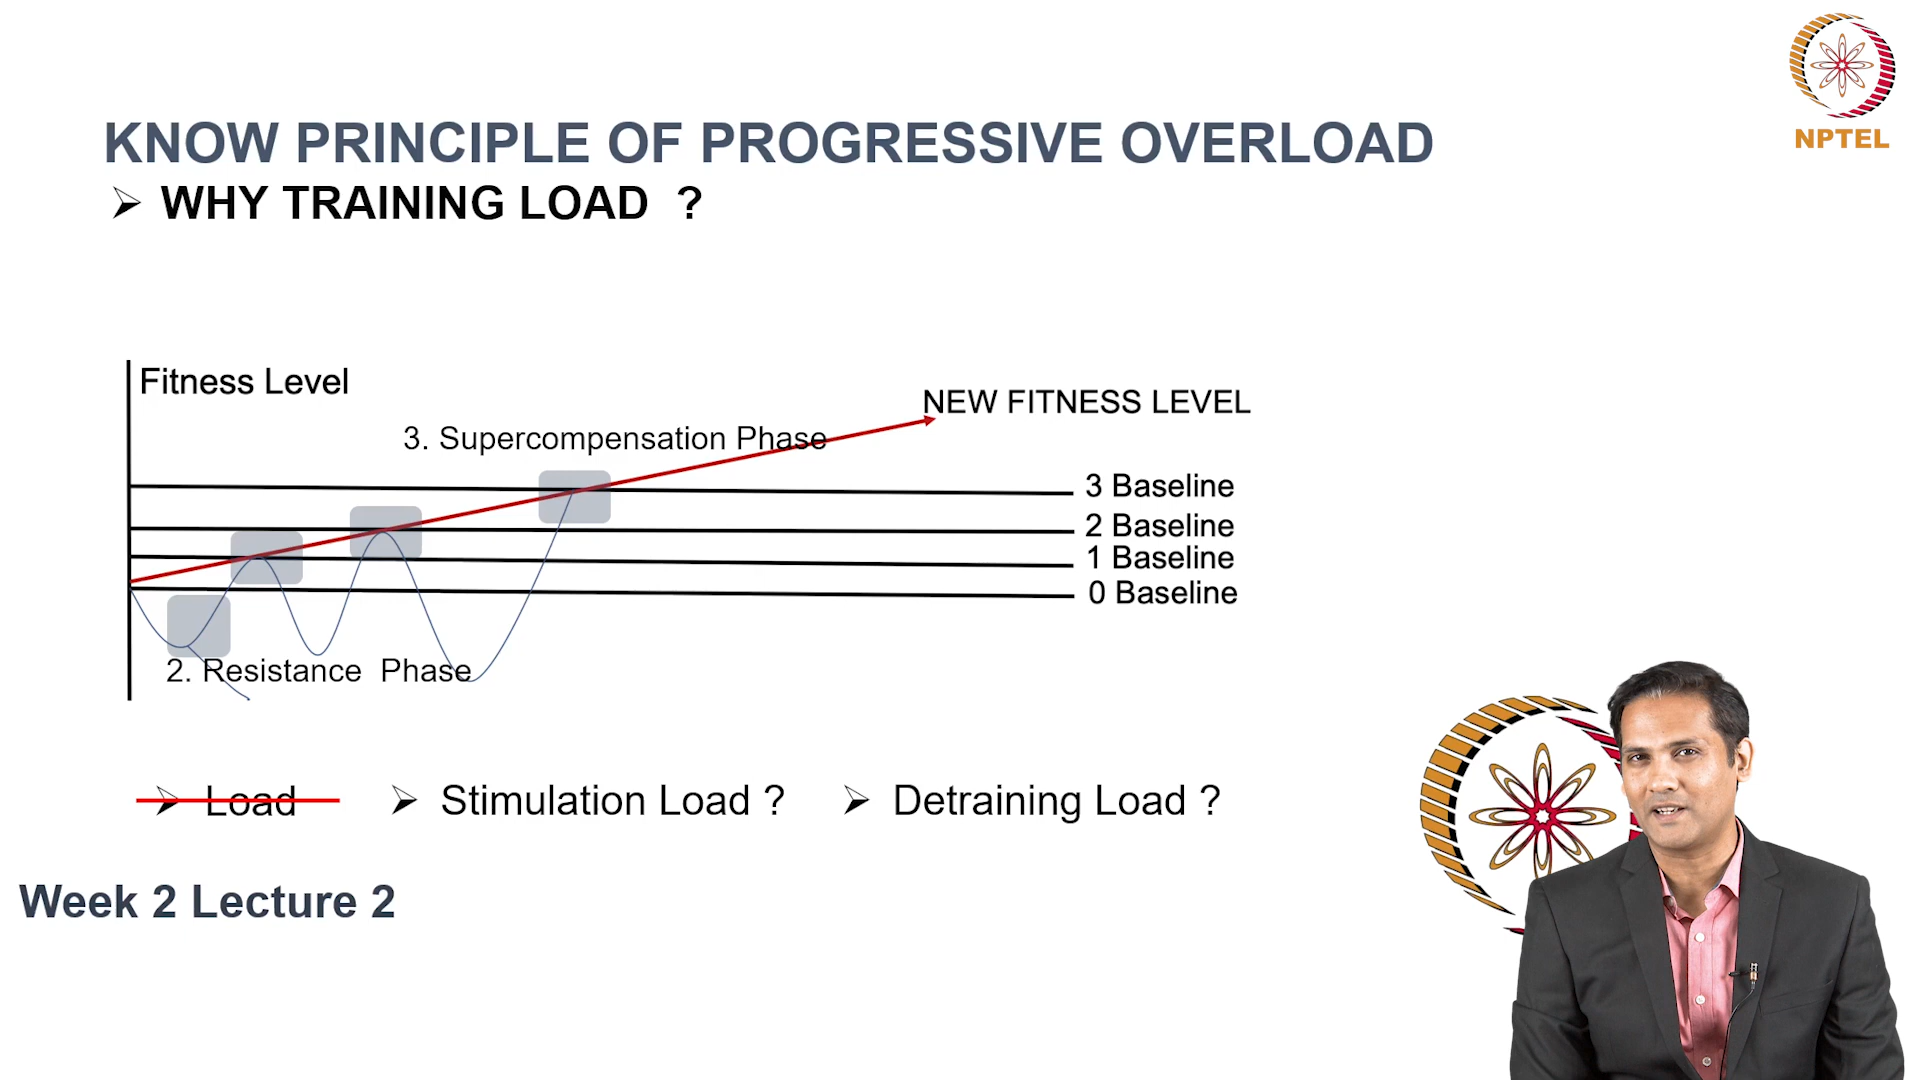 NPTEL
KNOW PRINCIPLE OF PROGRESSIVE OVERLOAD
➢ WHY TRAINING LOAD ?
Fitness Level
NEW FITNESS LEVEL
3. Supercompensation Phase
3 Baseline
2 Baseline
1 Baseline
0 Baseline
2. Resistance Phase
➢ Load ➢ Stimulation Load ? ➢ Detraining Load ?
Week 2 Lecture 2